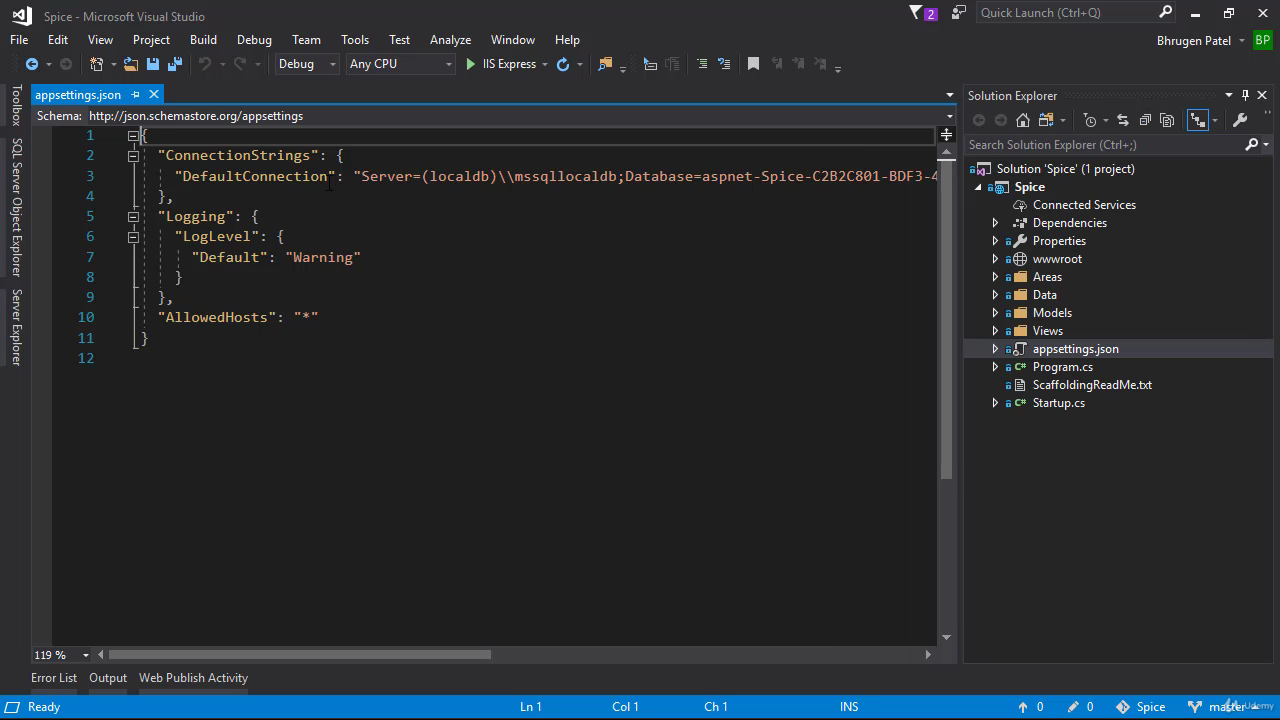 Spice - Microsoft Visual Studio
2
Quick Launch (Ctrl+Q)
File Edit View Project Build Debug Team Tools Test Analyze Window Help
Bhrugen Patel BP
Debug Any CPU IIS Express
appsettings.json
Schema: http://json.schemastore.org/appsettings
1 {
2 "ConnectionStrings": {
3 "DefaultConnection": "Server=(localdb)\\mssqllocaldb;Database=aspnet-Spice-C2B2C801-BDF3-4
4 },
5 "Logging": {
6 "LogLevel": {
7 "Default": "Warning"
8 }
9 },
10 "AllowedHosts": "*"
11 }
12
119 %
Toolbox
SQL Server Object Explorer
Server Explorer
Solution Explorer
Search Solution Explorer (Ctrl+;)
Solution 'Spice' (1 project)
Spice
Connected Services
Dependencies
Properties
wwwroot
Areas
Data
Models
Views
appsettings.json
Program.cs
ScaffoldingReadMe.txt
Startup.cs
Error List Output Web Publish Activity
Ready Ln 1 Col 1 Ch 1 INS 0 0 Spice master
Udemy